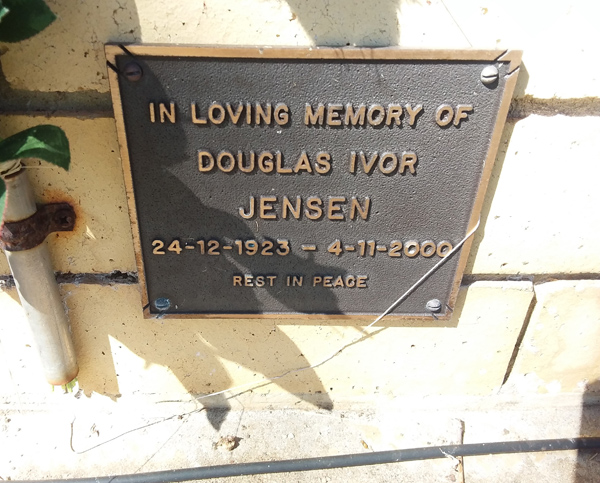 IN LOVING MEMORY OF
DOUGLAS IVOR
JENSEN
24-12-1923 - 4-11-2000
REST IN PEACE